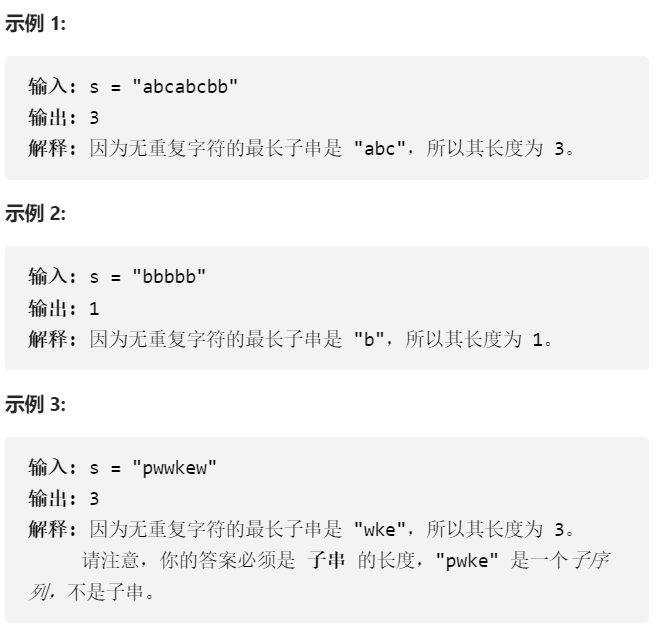 示例 1:
输入: s = "abcabcbb"
输出: 3
解释: 因为无重复字符的最长子串是 "abc"，所以其长度为 3。
示例 2:
输入: s = "bbbbb"
输出: 1
解释: 因为无重复字符的最长子串是 "b"，所以其长度为 1。
示例 3:
输入: s = "pwwkew"
输出: 3
解释: 因为无重复字符的最长子串是 "wke"，所以其长度为 3。
请注意，你的答案必须是 子串 的长度，"pwke" 是一个子序
列，不是子串。